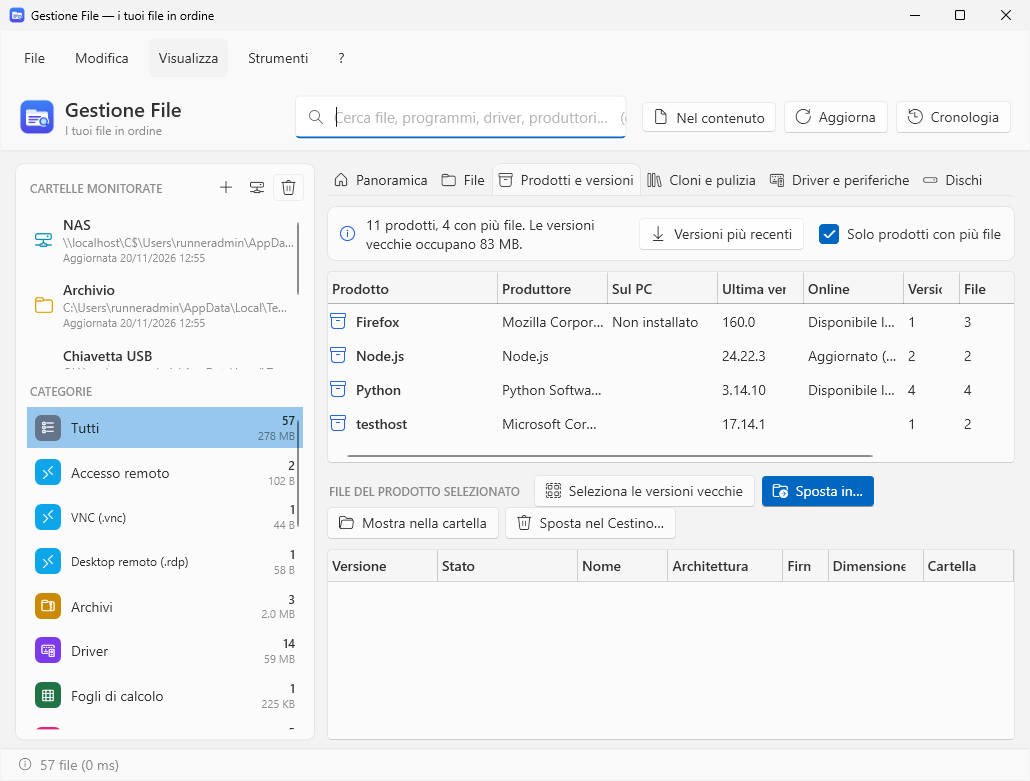 Gestione File — i tuoi file in ordine
File Modifica Visualizza Strumenti ?
Gestione File
I tuoi file in ordine
Cerca file, programmi, driver, produttori...
Nel contenuto
Aggiorna
Cronologia
CARTELLE MONITORATE
NAS
\\localhost\C$\Users\runneradmin\AppDa...
Aggiornata 20/11/2026 12:55
Archivio
C:\Users\runneradmin\AppData\Local\Te...
Aggiornata 20/11/2026 12:55
Chiavetta USB
CATEGORIE
Tutti 57
278 MB
Accesso remoto 2
102 B
VNC (.vnc) 1
44 B
Desktop remoto (.rdp) 1
58 B
Archivi 3
2.0 MB
Driver 14
59 MB
Fogli di calcolo 1
225 KB
Panoramica File Prodotti e versioni Cloni e pulizia Driver e periferiche Dischi
11 prodotti, 4 con più file. Le versioni
vecchie occupano 83 MB.
Versioni più recenti
Solo prodotti con più file
Prodotto Produttore Sul PC Ultima ver Online Versic File
Firefox Mozilla Corpor... Non installato 160.0 Disponibile l... 1 3
Node.js Node.js 24.22.3 Aggiornato (... 2 2
Python Python Softwa... 3.14.10 Disponibile l... 4 4
testhost Microsoft Cor... 17.14.1 1 2
FILE DEL PRODOTTO SELEZIONATO
Seleziona le versioni vecchie
Sposta in...
Mostra nella cartella
Sposta nel Cestino...
Versione Stato Nome Architettura Firn Dimensione Cartella
57 file (0 ms)